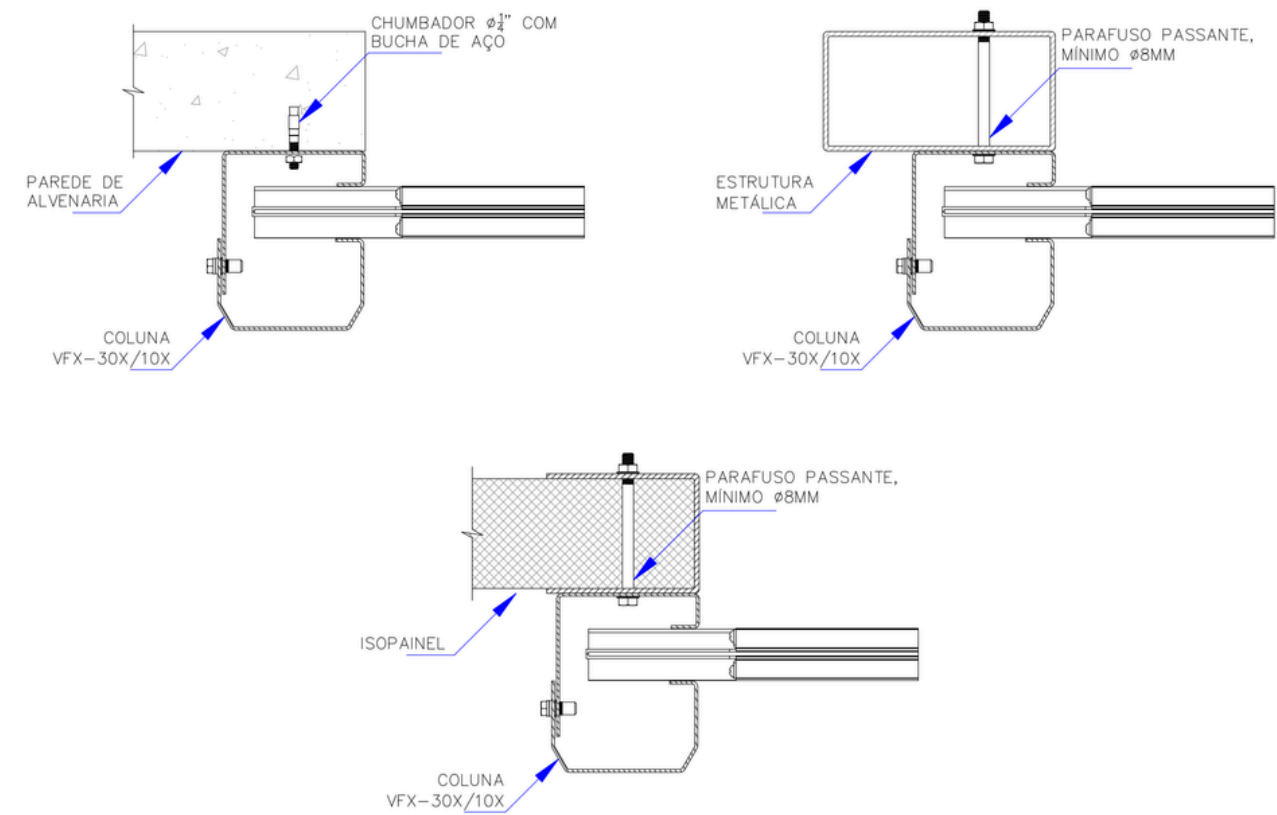 CHUMBADOR ø¼" COM
BUCHA DE AÇO
PAREDE DE
ALVENARIA
COLUNA
VFX-30X/10X
PARAFUSO PASSANTE,
MÍNIMO ø8MM
ESTRUTURA
METÁLICA
COLUNA
VFX-30X/10X
PARAFUSO PASSANTE,
MÍNIMO ø8MM
ISOPAINEL
COLUNA
VFX-30X/10X